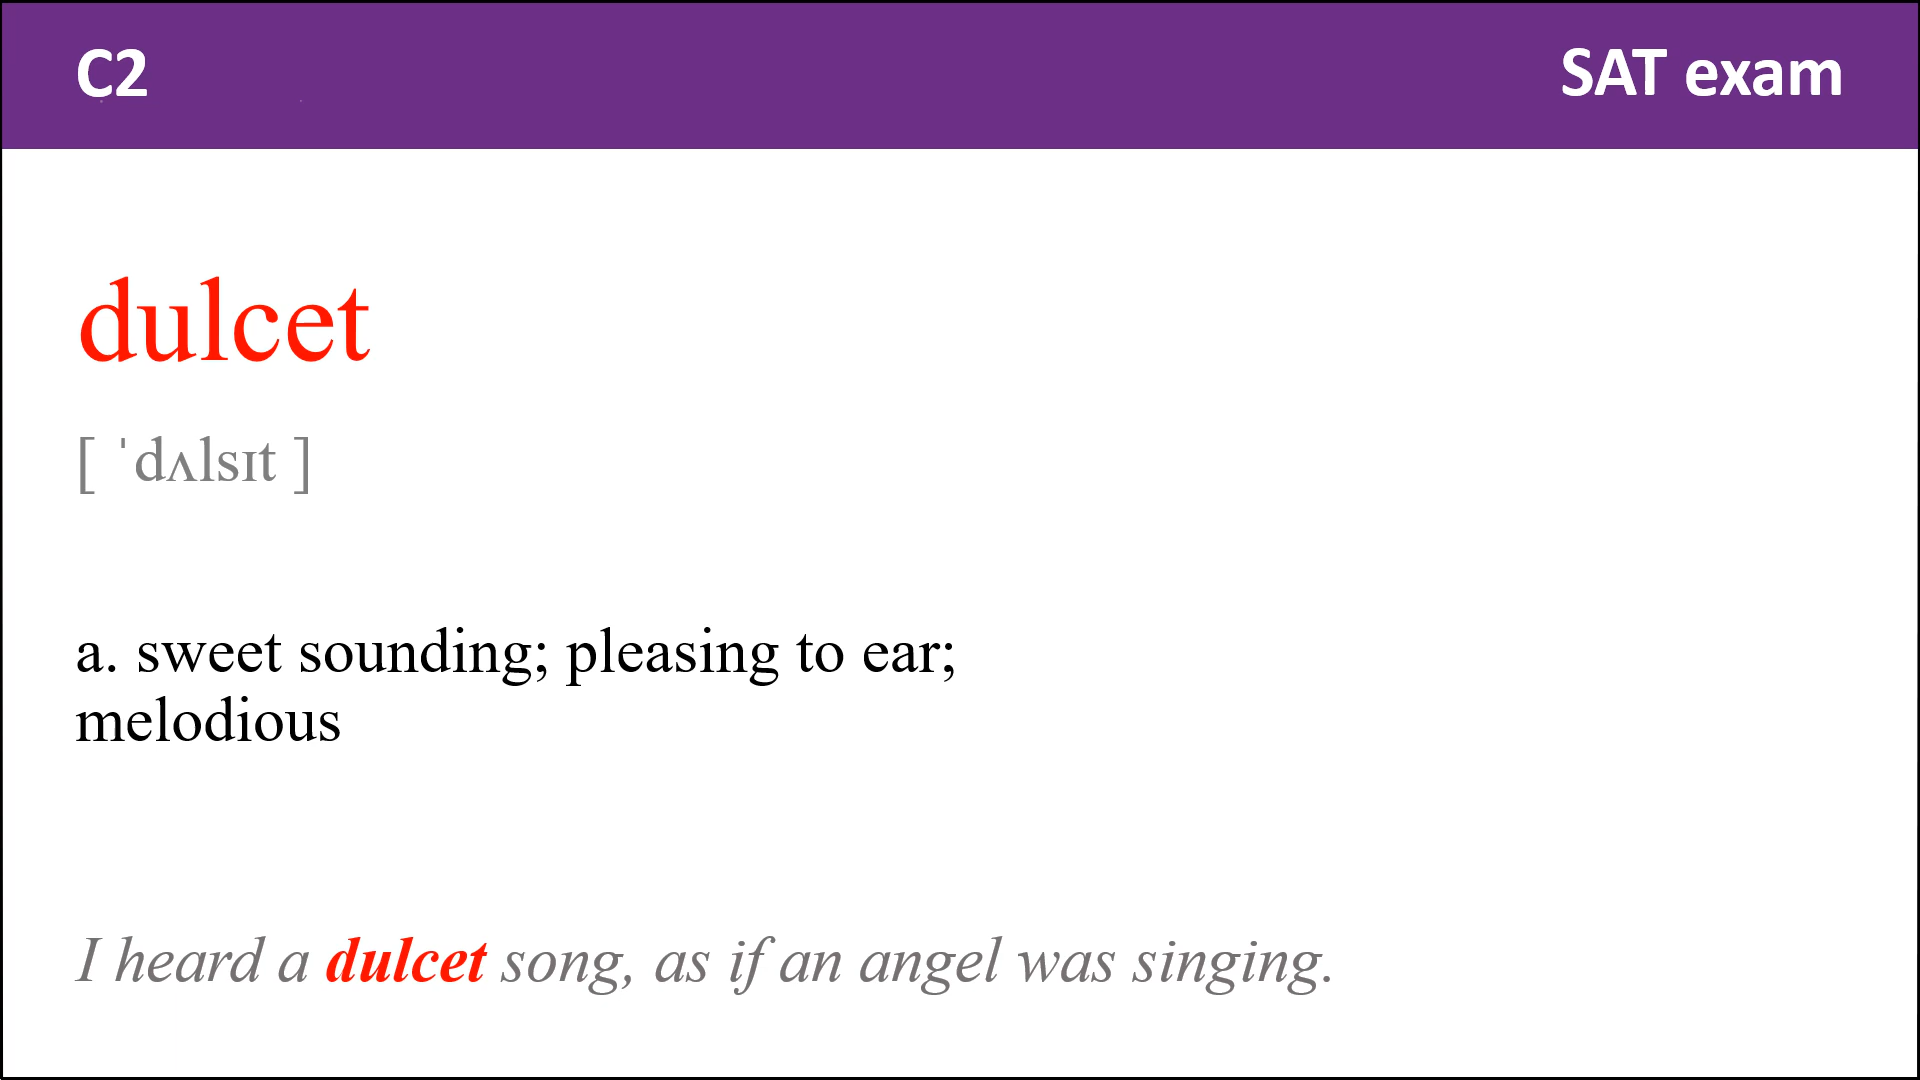 C2
SAT exam
dulcet
[ ˈdʌlsɪt ]
a. sweet sounding; pleasing to ear;
melodious
I heard a dulcet song, as if an angel was singing.